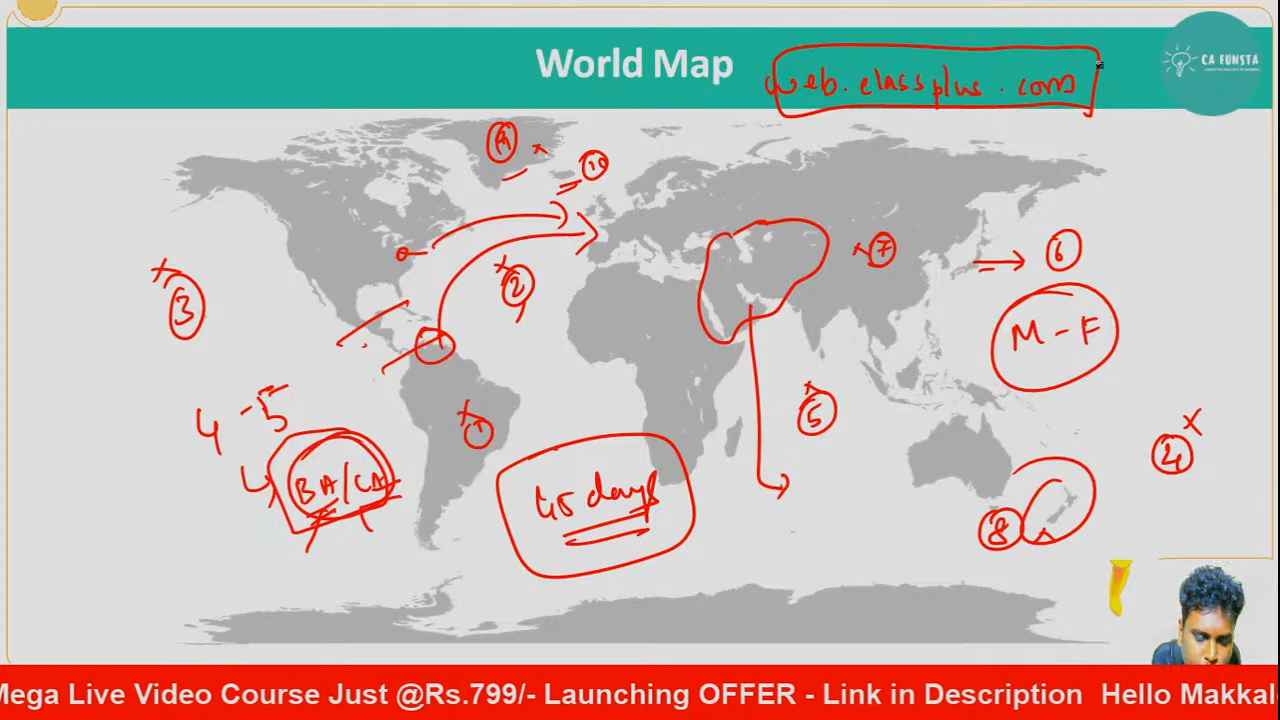 World Map
web.classplus.com
CA FUNSTA
10
7
6
2
3
M - F
5
4 - 5
1
4
BA/CA
45 days
8
Mega Live Video Course Just @Rs.799/- Launching OFFER - Link in Description Hello Makkal